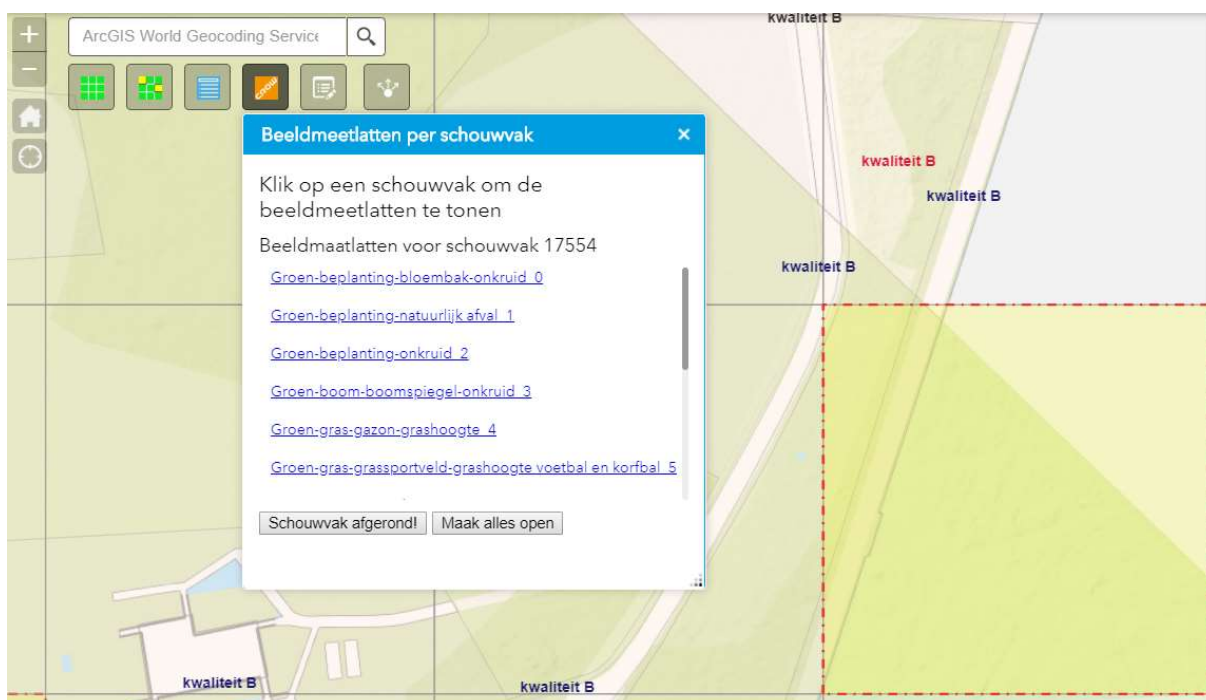 kwaliteit B
+
ArcGIS World Geocoding Service
−
crow
Beeldmeetlatten per schouwvak ×
Klik op een schouwvak om de
beeldmeetlatten te tonen
Beeldmaatlatten voor schouwvak 17554
Groen-beplanting-bloembak-onkruid_0
Groen-beplanting-natuurlijk afval_1
Groen-beplanting-onkruid_2
Groen-boom-boomspiegel-onkruid_3
Groen-gras-gazon-grashoogte_4
Groen-gras-grassportveld-grashoogte voetbal en korfbal_5
Schouwvak afgerond! Maak alles open
kwaliteit B
kwaliteit B
kwaliteit B
kwaliteit B
kwaliteit B